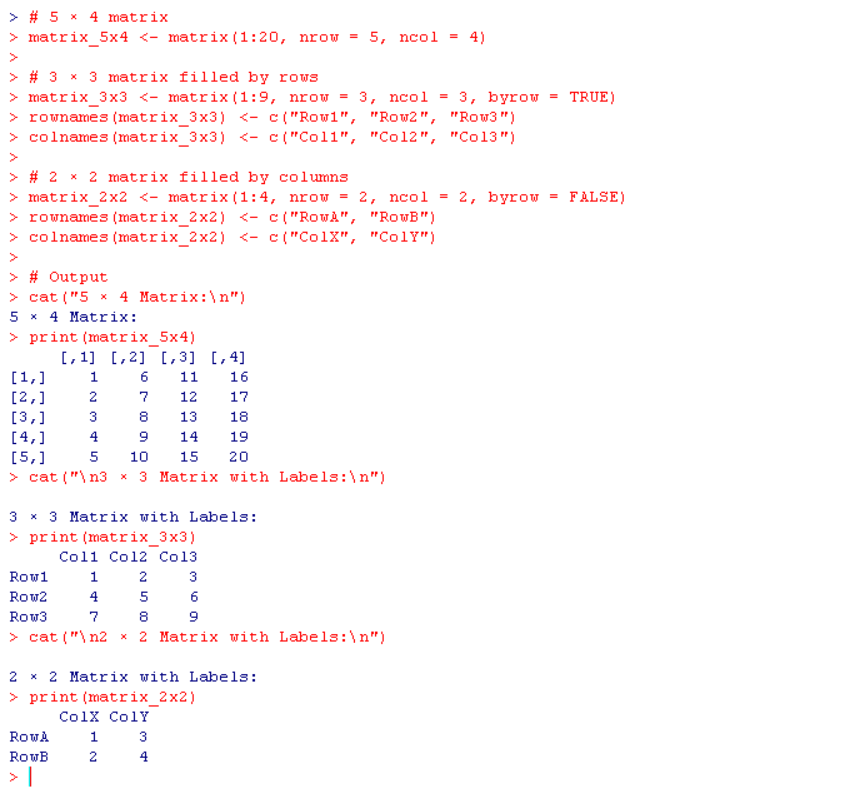 > # 5 × 4 matrix
> matrix_5x4 <- matrix(1:20, nrow = 5, ncol = 4)
>
> # 3 × 3 matrix filled by rows
> matrix_3x3 <- matrix(1:9, nrow = 3, ncol = 3, byrow = TRUE)
> rownames(matrix_3x3) <- c("Row1", "Row2", "Row3")
> colnames(matrix_3x3) <- c("Col1", "Col2", "Col3")
>
> # 2 × 2 matrix filled by columns
> matrix_2x2 <- matrix(1:4, nrow = 2, ncol = 2, byrow = FALSE)
> rownames(matrix_2x2) <- c("RowA", "RowB")
> colnames(matrix_2x2) <- c("ColX", "ColY")
>
> # Output
> cat("5 × 4 Matrix:\n")
5 × 4 Matrix:
> print(matrix_5x4)
     [,1] [,2] [,3] [,4]
[1,]    1    6   11   16
[2,]    2    7   12   17
[3,]    3    8   13   18
[4,]    4    9   14   19
[5,]    5   10   15   20
> cat("\n3 × 3 Matrix with Labels:\n")

3 × 3 Matrix with Labels:
> print(matrix_3x3)
     Col1 Col2 Col3
Row1    1    2    3
Row2    4    5    6
Row3    7    8    9
> cat("\n2 × 2 Matrix with Labels:\n")

2 × 2 Matrix with Labels:
> print(matrix_2x2)
     ColX ColY
RowA    1    3
RowB    2    4
>